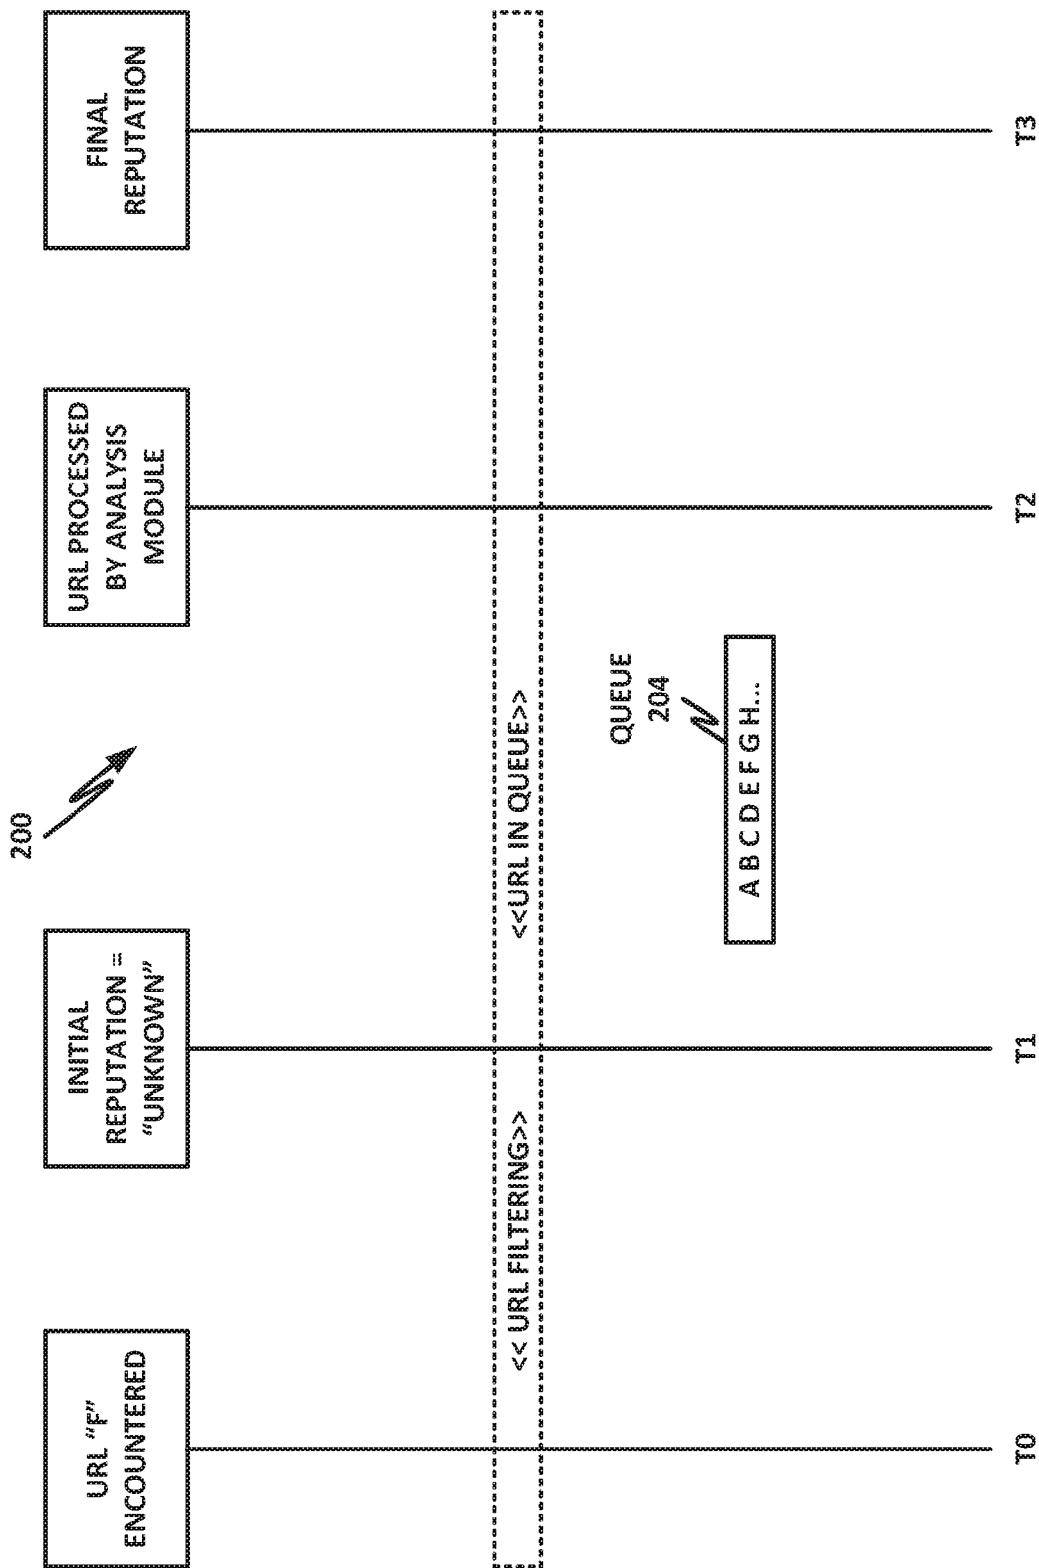 200
URL “F”
ENCOUNTERED
INITIAL
REPUTATION =
“UNKNOWN”
URL PROCESSED
BY ANALYSIS
MODULE
FINAL
REPUTATION
<< URL FILTERING>>
<<URL IN QUEUE>>
QUEUE
204
A B C D E F G H...
T0
T1
T2
T3